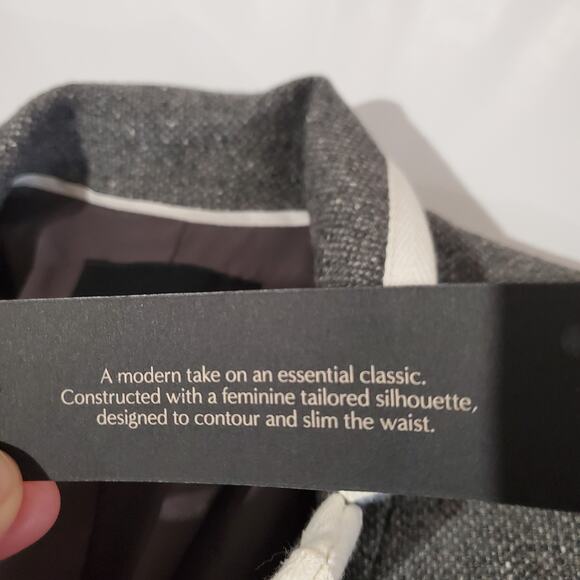 A modern take on an essential classic.
Constructed with a feminine tailored silhouette,
designed to contour and slim the waist.